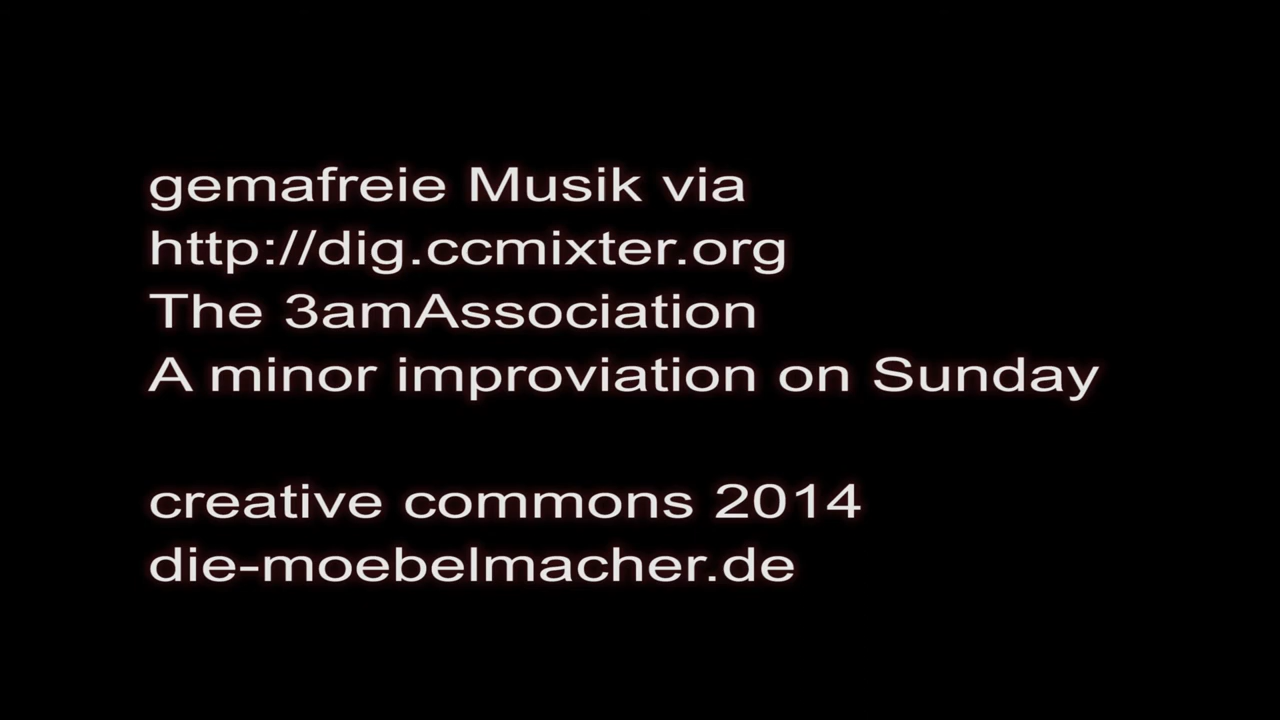 gemafreie Musik via
http://dig.ccmixter.org
The 3amAssociation
A minor improviation on Sunday
creative commons 2014
die-moebelmacher.de